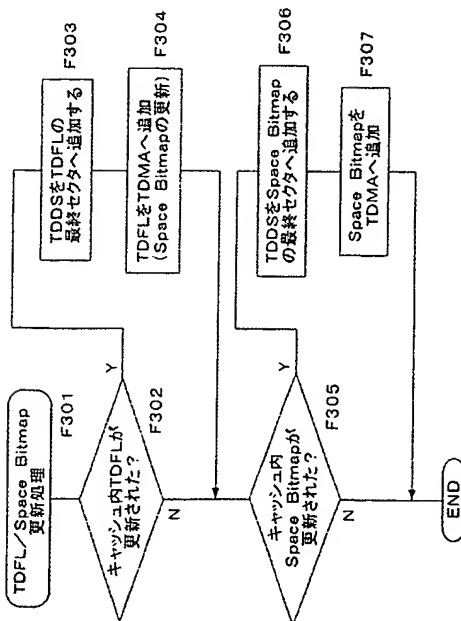 TDFL／Space Bitmap
更新処理
F301
キャッシュ内TDFLが
更新された？
F302
Y
N
TDDSをTDFLの
最終セクタへ追加する
F303
TDFLをTDMAへ追加
(Space Bitmapの更新)
F304
キャッシュ内
Space Bitmapが
更新された？
F305
Y
N
TDDSをSpace Bitmap
の最終セクタへ追加する
F306
Space Bitmapを
TDMAへ追加
F307
END